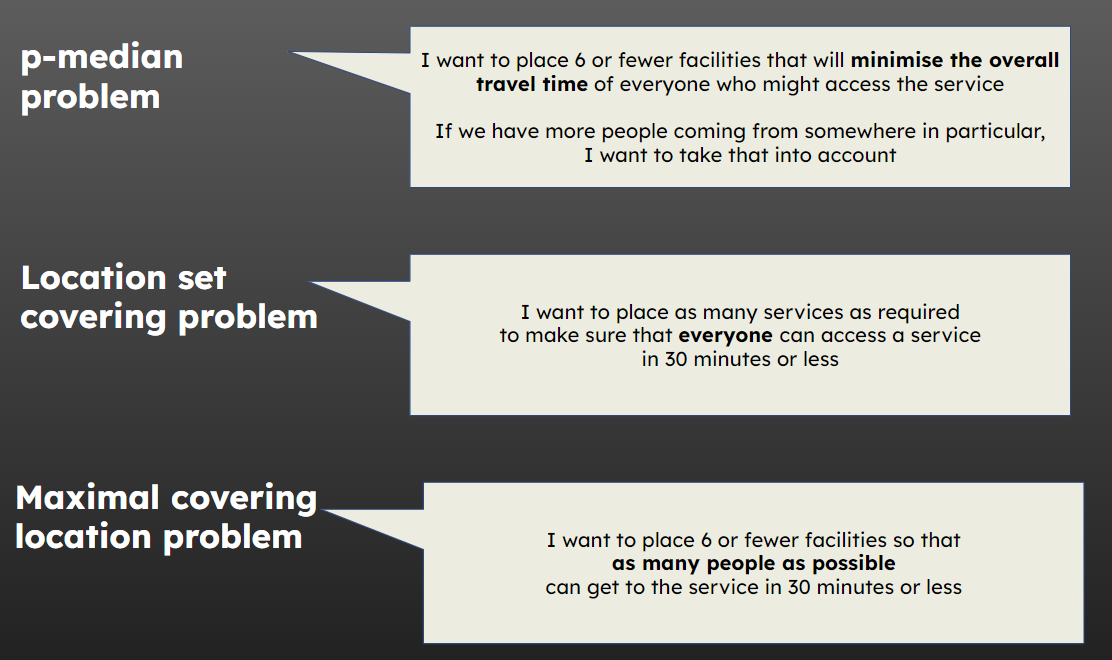 p-median
problem
I want to place 6 or fewer facilities that will minimise the overall
travel time of everyone who might access the service
If we have more people coming from somewhere in particular,
I want to take that into account
Location set
covering problem
I want to place as many services as required
to make sure that everyone can access a service
in 30 minutes or less
Maximal covering
location problem
I want to place 6 or fewer facilities so that
as many people as possible
can get to the service in 30 minutes or less